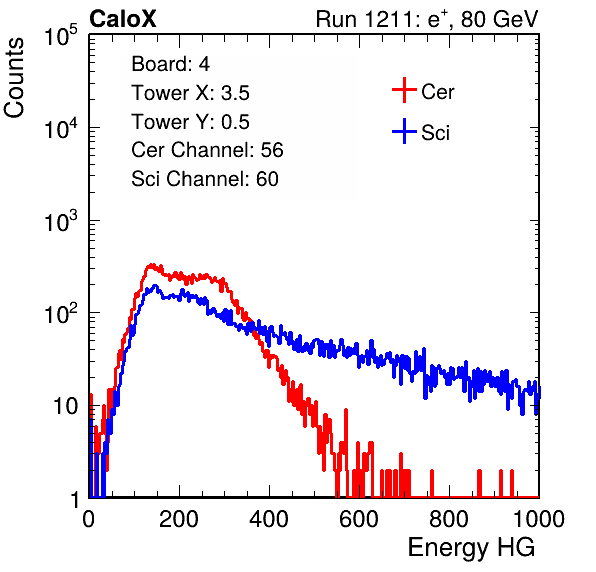 CaloX Run 1211: e⁺, 80 GeV
Counts
10⁵
10⁴
10³
10²
10
1
Board: 4
Tower X: 3.5
Tower Y: 0.5
Cer Channel: 56
Sci Channel: 60
Cer
Sci
0 200 400 600 800 1000
Energy HG